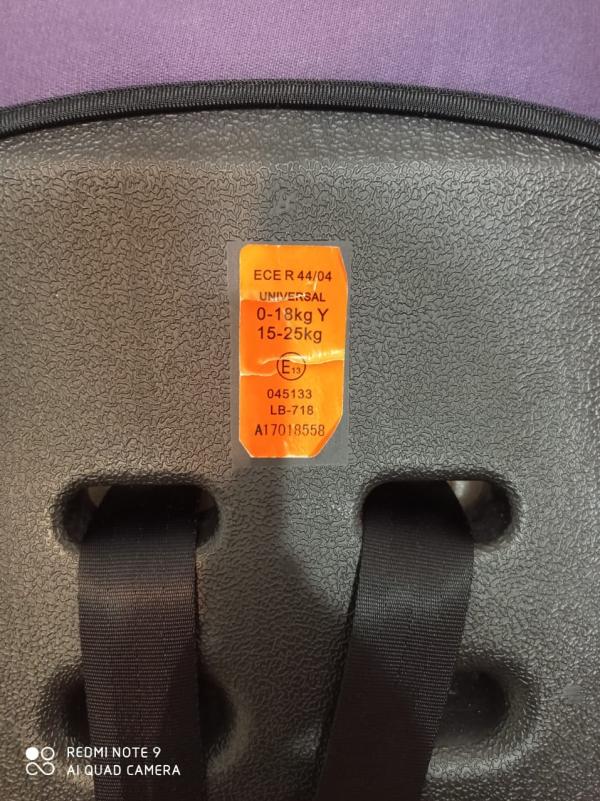 ECE R 44/04
UNIVERSAL
0-18kg Y
15-25kg
E13
045133
LB-718
A17018558
REDMI NOTE 9
AI QUAD CAMERA